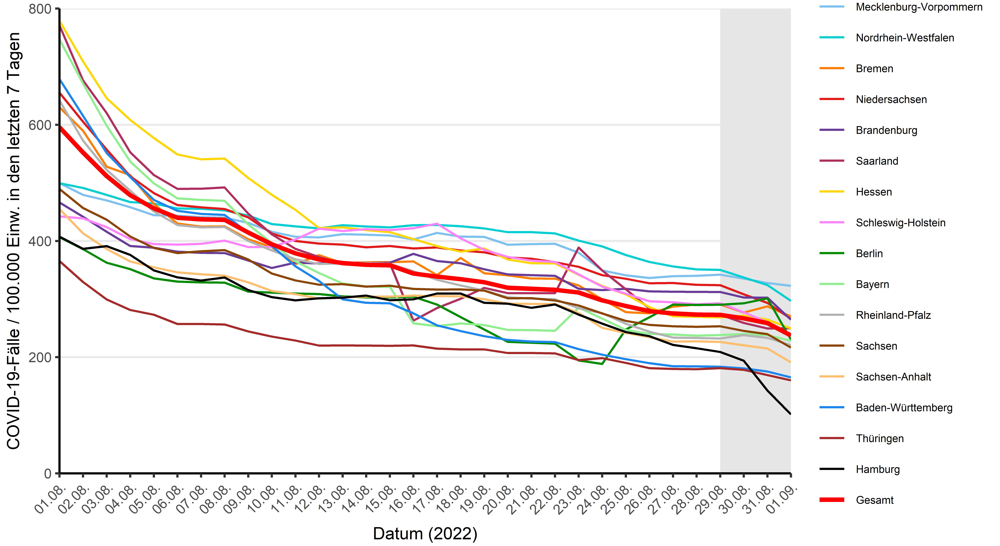 COVID-19-Fälle / 100.000 Einw. in den letzten 7 Tagen
800
600
400
200
0
01.08.
02.08.
03.08.
04.08.
05.08.
06.08.
07.08.
08.08.
09.08.
10.08.
11.08.
12.08.
13.08.
14.08.
15.08.
16.08.
17.08.
18.08.
19.08.
20.08.
21.08.
22.08.
23.08.
24.08.
25.08.
26.08.
27.08.
28.08.
29.08.
30.08.
31.08.
01.09.
Datum (2022)
Mecklenburg-Vorpommern
Nordrhein-Westfalen
Bremen
Niedersachsen
Brandenburg
Saarland
Hessen
Schleswig-Holstein
Berlin
Bayern
Rheinland-Pfalz
Sachsen
Sachsen-Anhalt
Baden-Württemberg
Thüringen
Hamburg
Gesamt